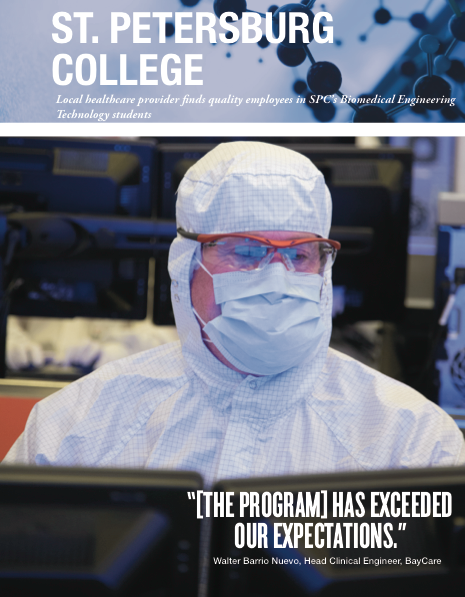 ST. PETERSBURG
COLLEGE
Local healthcare provider finds quality employees in SPC's Biomedical Engineering
Technology students
"[THE PROGRAM] HAS EXCEEDED
OUR EXPECTATIONS."
Walter Barrio Nuevo, Head Clinical Engineer, BayCare